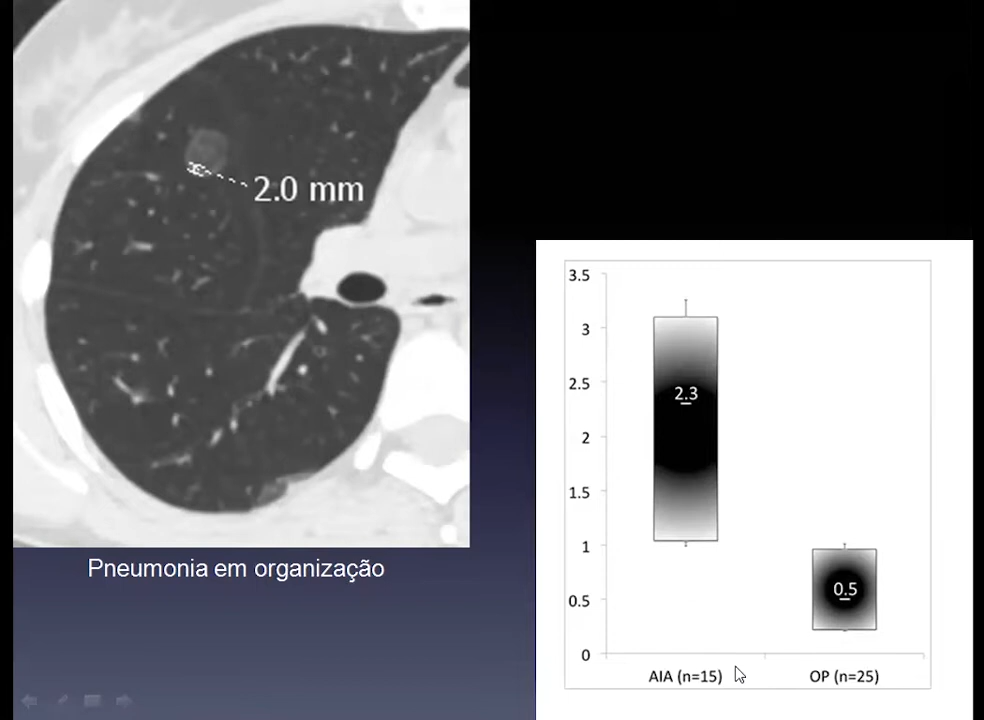 2.0 mm
Pneumonia em organização
3.5
3
2.5
2
1.5
1
0.5
0
2.3
0.5
AIA (n=15)
OP (n=25)